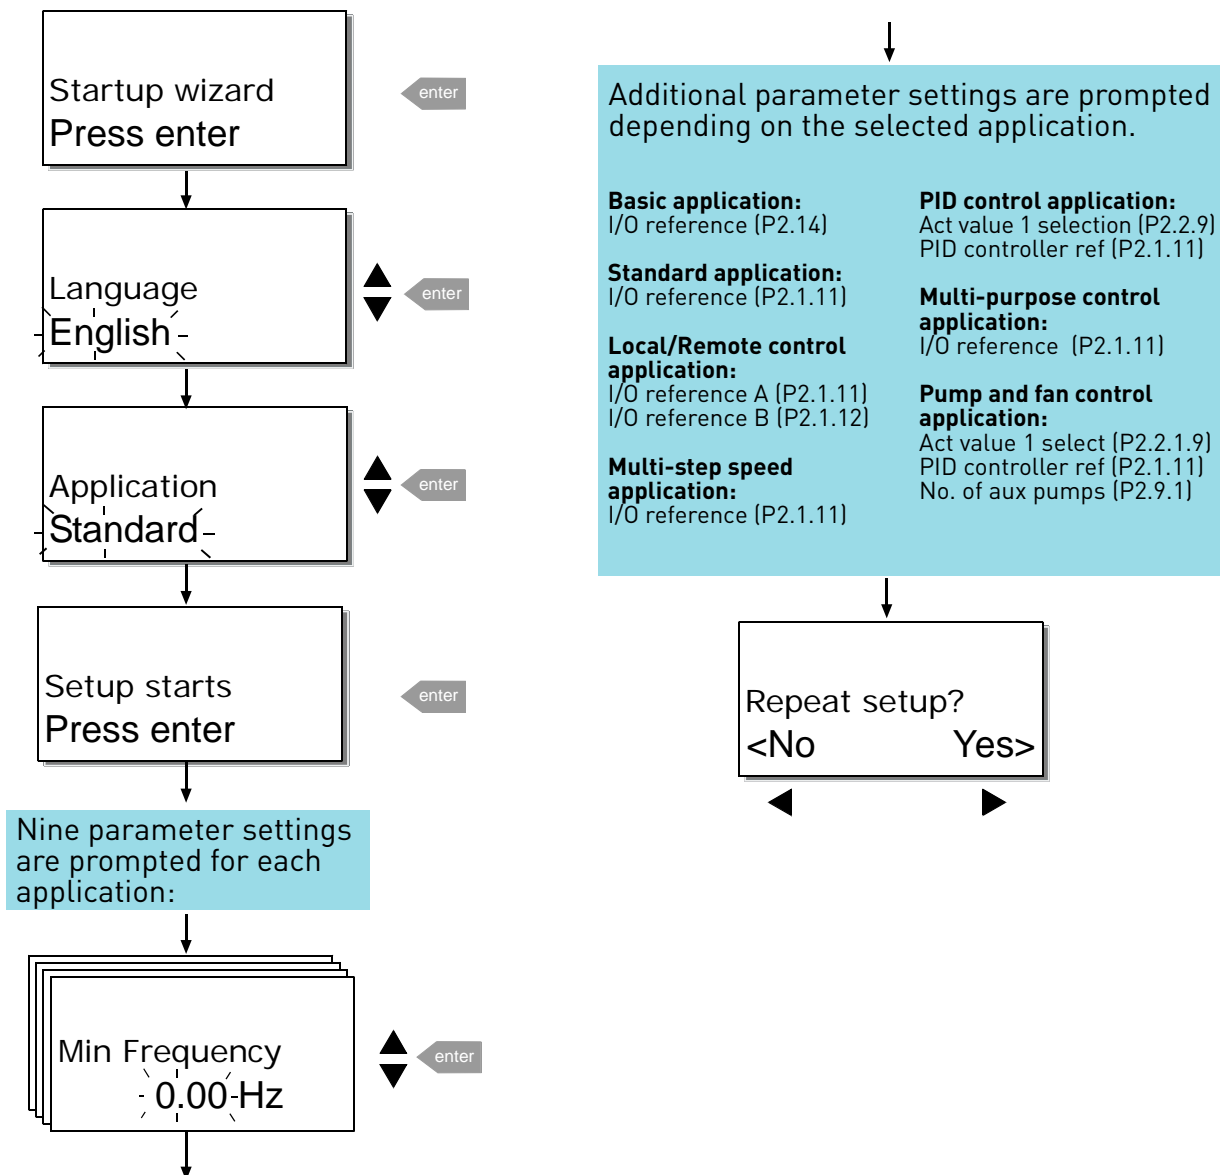 Startup wizard
Press enter
enter
Language
English
enter
Application
Standard
enter
Setup starts
Press enter
enter
Nine parameter settings
are prompted for each
application:
Min Frequency
0.00 Hz
enter
Additional parameter settings are prompted
depending on the selected application.
Basic application:
I/O reference (P2.14)
Standard application:
I/O reference (P2.1.11)
Local/Remote control
application:
I/O reference A (P2.1.11)
I/O reference B (P2.1.12)
Multi-step speed
application:
I/O reference (P2.1.11)
PID control application:
Act value 1 selection (P2.2.9)
PID controller ref (P2.1.11)
Multi-purpose control
application:
I/O reference (P2.1.11)
Pump and fan control
application:
Act value 1 select (P2.2.1.9)
PID controller ref (P2.1.11)
No. of aux pumps (P2.9.1)
Repeat setup?
<No Yes>